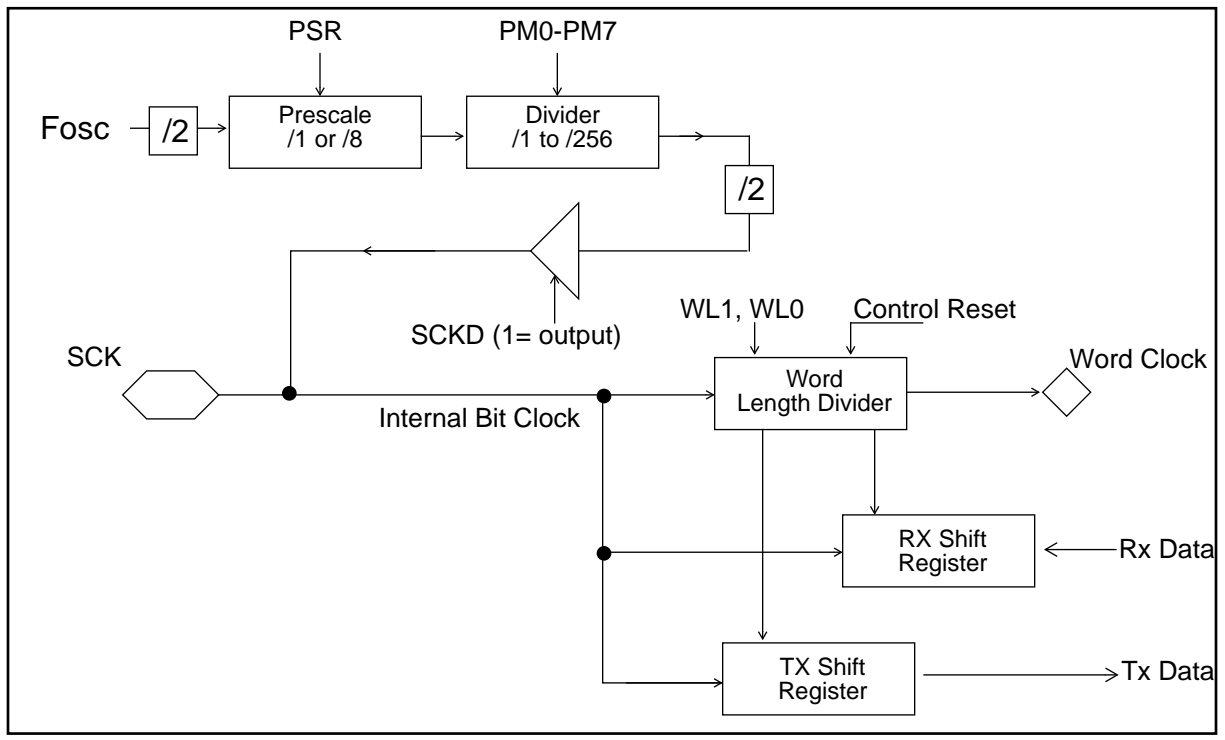 PSR
PM0-PM7
Fosc
/2
Prescale
/1 or /8
Divider
/1 to /256
/2
SCKD (1= output)
WL1, WL0
Control Reset
SCK
Word
Length Divider
Word Clock
Internal Bit Clock
RX Shift
Register
Rx Data
TX Shift
Register
Tx Data